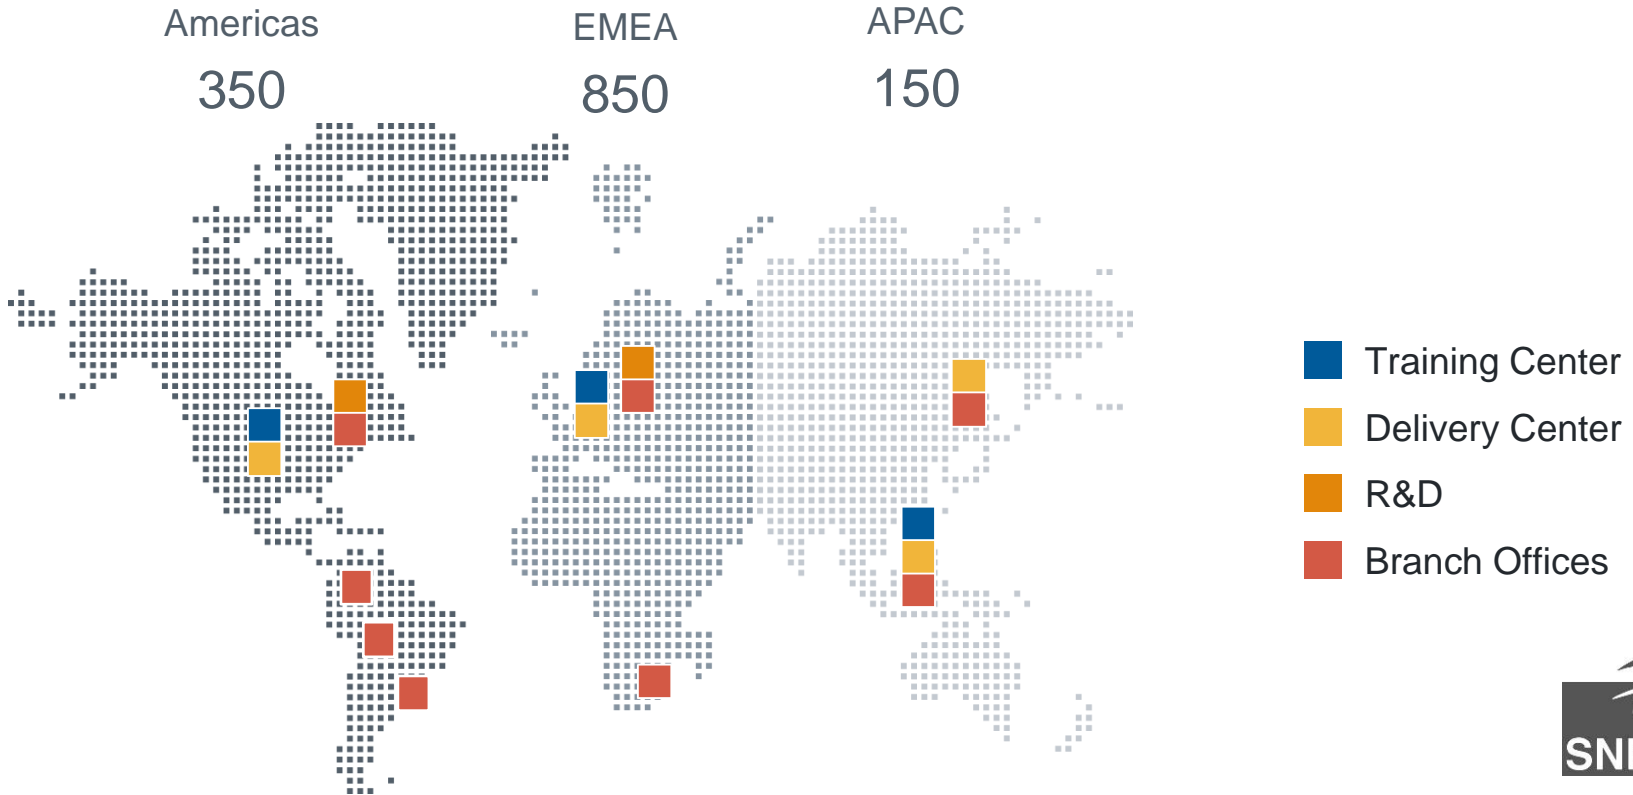 Americas
EMEA
APAC
350
850
150
Training Center
Delivery Center
R&D
Branch Offices